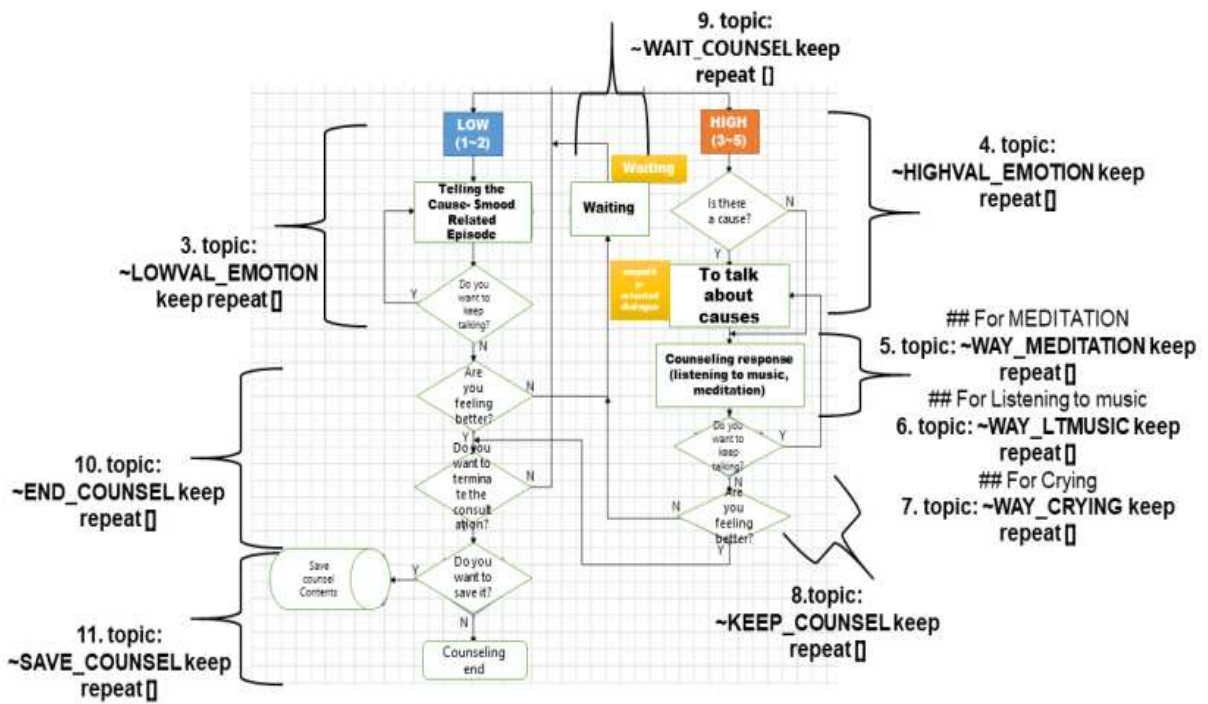 9. topic:
~WAIT_COUNSEL keep
repeat []
LOW
(1~2)
HIGH
(3~5)
Waiting
Telling the
Cause- $mood
Related
Episode
Waiting
Is there
a cause?
N
Y
4. topic:
~HIGHVAL_EMOTION keep
repeat []
3. topic:
~LOWVAL_EMOTION
keep repeat []
Do you
want to
keep
talking?
Y
N
oriented
dialogue
To talk
about
causes
## For MEDITATION
5. topic: ~WAY_MEDITATION keep
repeat []
## For Listening to music
6. topic: ~WAY_LTMUSIC keep
repeat []
## For Crying
7. topic: ~WAY_CRYING keep
repeat []
Counseling response
(listening to music,
meditation)
Are
you
feeling
better?
N
Y
Do you
want to
keep
talking?
Y
N
10. topic:
~END_COUNSEL keep
repeat []
Do you
want to
termina
te the
consult
ation?
N
Are
you
feeling
better?
N
Y
8.topic:
~KEEP_COUNSEL keep
repeat []
Do you
want to
save it?
Y
N
Save
counsel
Contents
11. topic:
~SAVE_COUNSEL keep
repeat []
Counseling
end